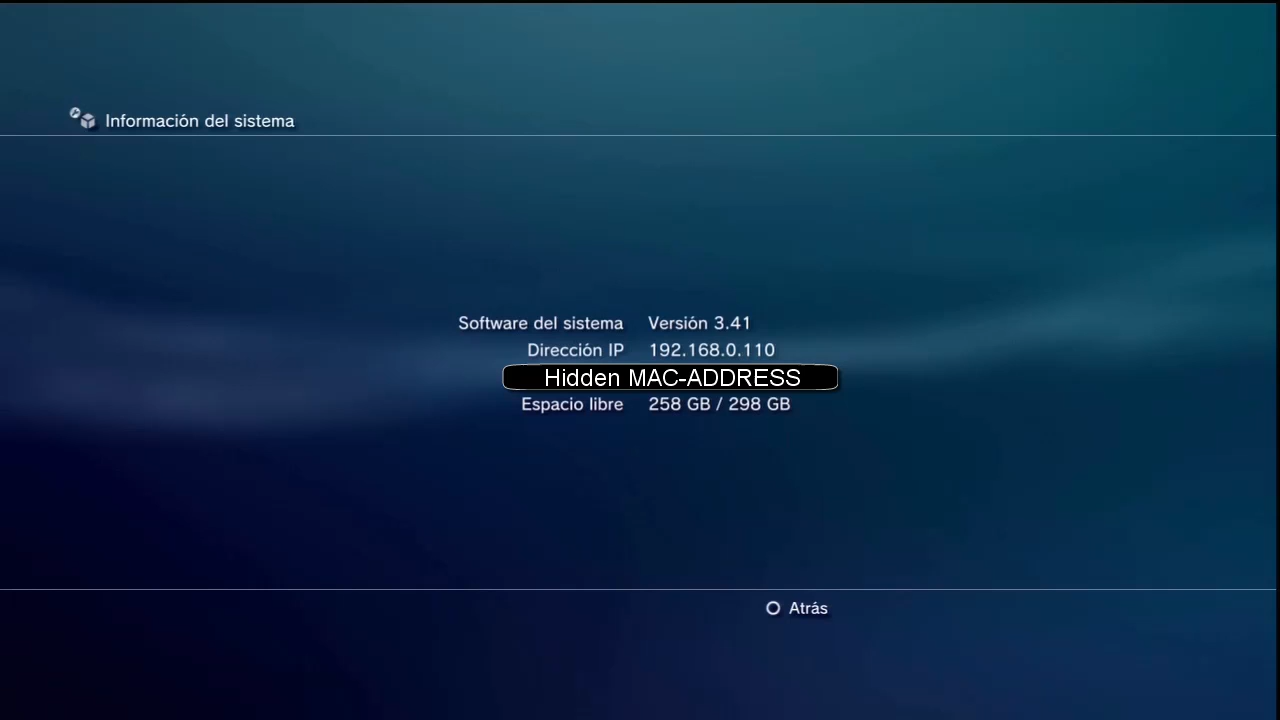 Información del sistema
Software del sistema Versión 3.41
Dirección IP 192.168.0.110
Hidden MAC-ADDRESS
Espacio libre 258 GB / 298 GB
Atrás